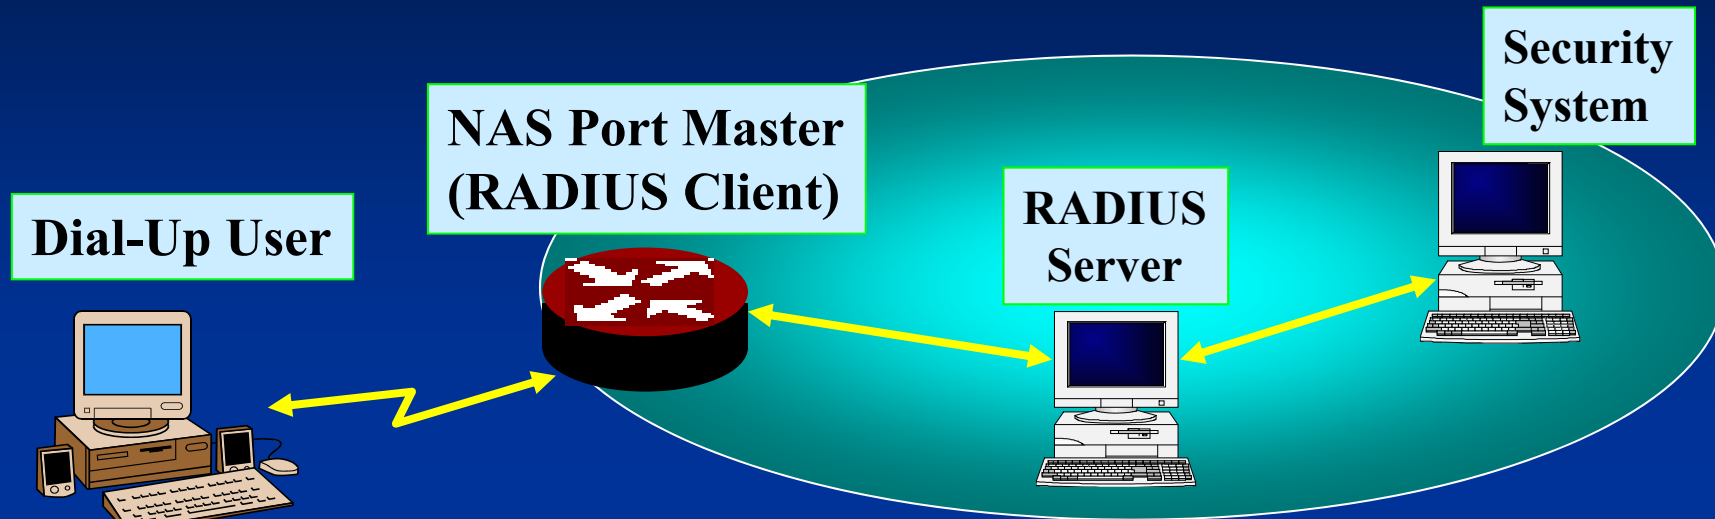 Security
System
NAS Port Master
(RADIUS Client)
RADIUS
Server
Dial-Up User